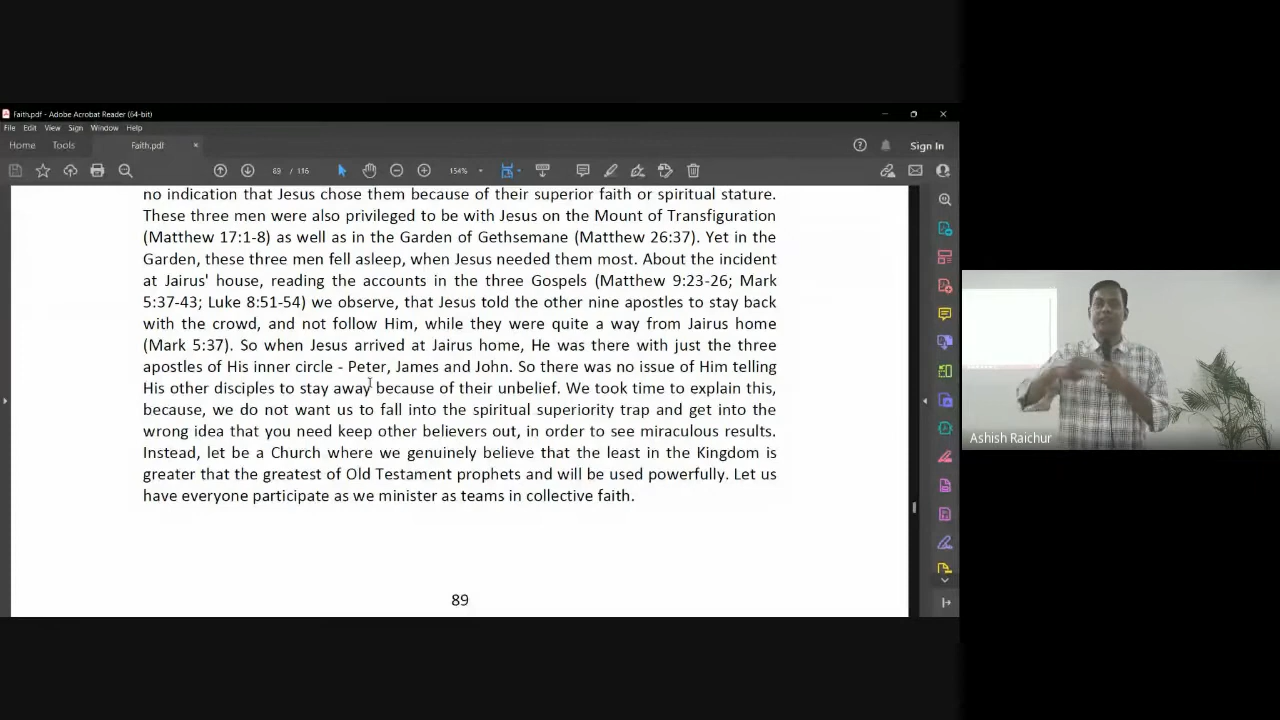 Faith.pdf - Adobe Acrobat Reader (64-bit)
File Edit View Sign Window Help
Home Tools Faith.pdf × Sign In
89 / 116 154%
no indication that Jesus chose them because of their superior faith or spiritual stature.
These three men were also privileged to be with Jesus on the Mount of Transfiguration
(Matthew 17:1-8) as well as in the Garden of Gethsemane (Matthew 26:37). Yet in the
Garden, these three men fell asleep, when Jesus needed them most. About the incident
at Jairus' house, reading the accounts in the three Gospels (Matthew 9:23-26; Mark
5:37-43; Luke 8:51-54) we observe, that Jesus told the other nine apostles to stay back
with the crowd, and not follow Him, while they were quite a way from Jairus home
(Mark 5:37). So when Jesus arrived at Jairus home, He was there with just the three
apostles of His inner circle - Peter, James and John. So there was no issue of Him telling
His other disciples to stay away because of their unbelief. We took time to explain this,
because, we do not want us to fall into the spiritual superiority trap and get into the
wrong idea that you need keep other believers out, in order to see miraculous results.
Instead, let be a Church where we genuinely believe that the least in the Kingdom is
greater that the greatest of Old Testament prophets and will be used powerfully. Let us
have everyone participate as we minister as teams in collective faith.
89
Ashish Raichur